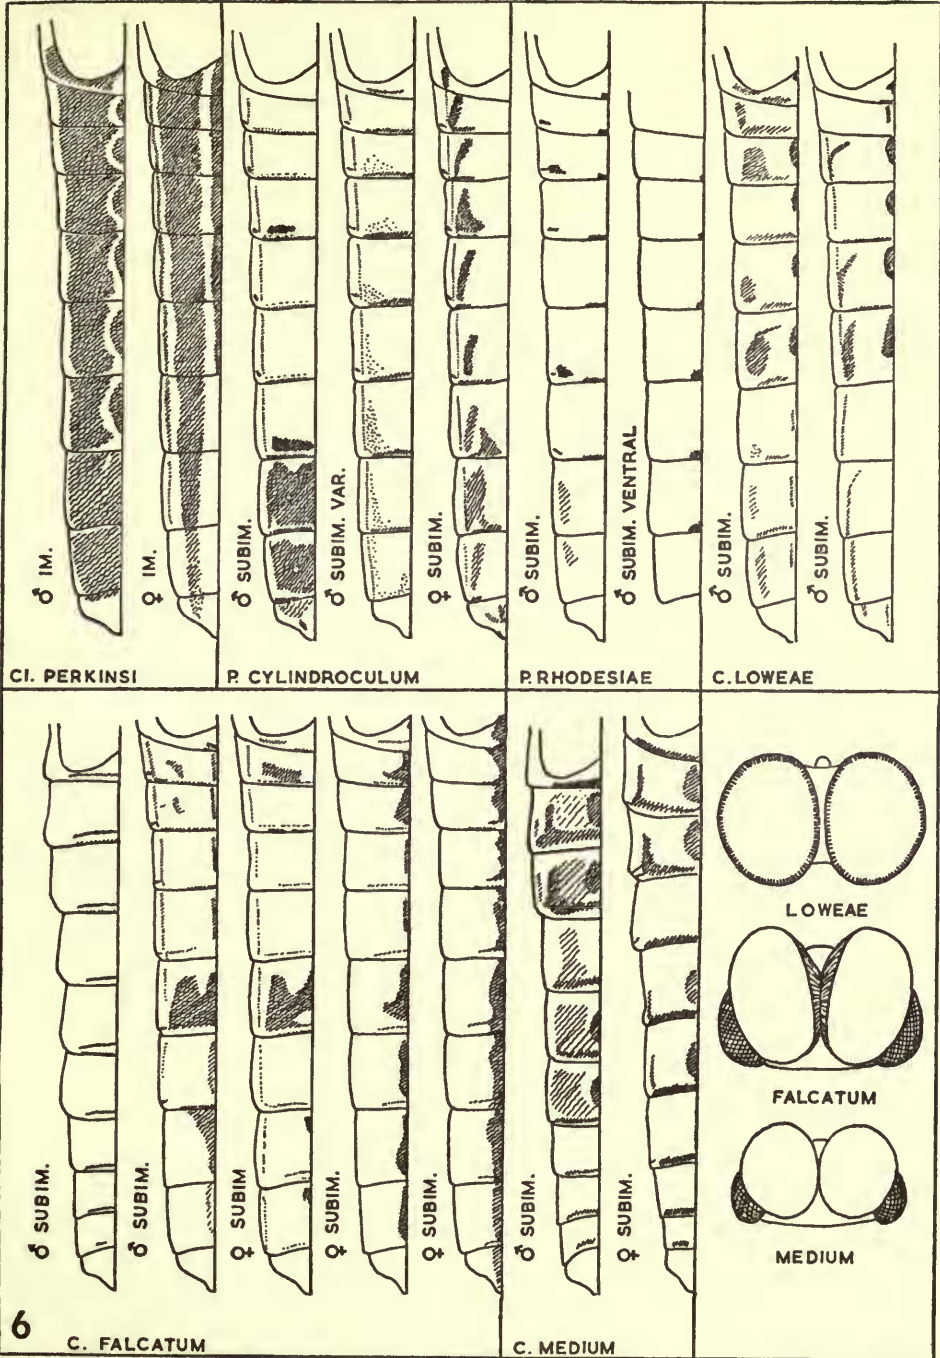 ♂ IM.
♀ IM.
♂ SUBIM.
♂ SUBIM. VAR.
♀ SUBIM.
♂ SUBIM.
♂ SUBIM. VENTRAL
♂ SUBIM.
♂ SUBIM.
CI. PERKINSI
P. CYLINDROCULUM
P. RHODESIAE
C. LOWEAE
♂ SUBIM.
♂ SUBIM.
♀ SUBIM
♀ SUBIM.
♀ SUBIM.
♂ SUBIM.
♀ SUBIM.
LOWEAE
FALCATUM
MEDIUM
6
C. FALCATUM
C. MEDIUM